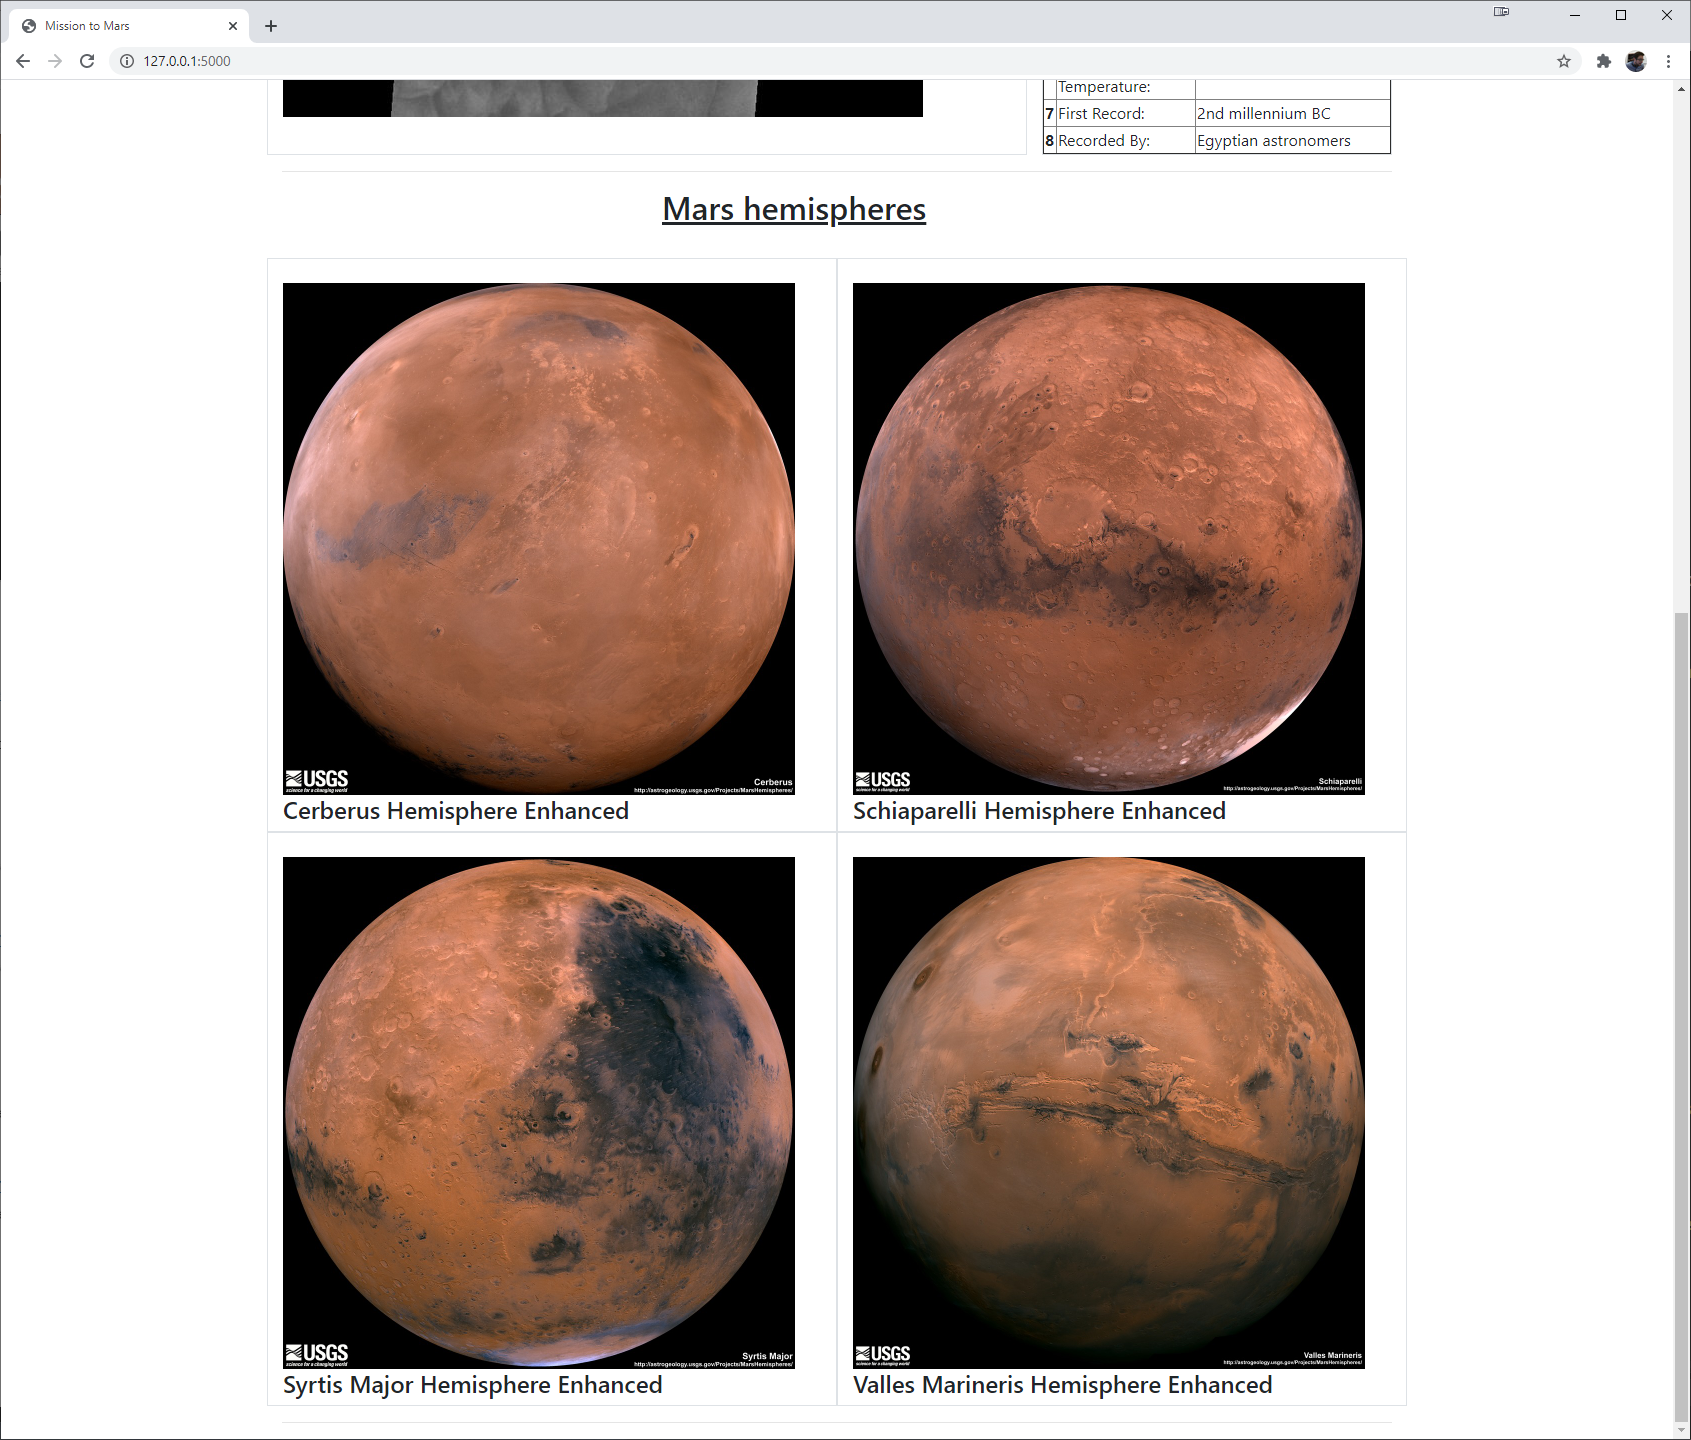 Mission to Mars
127.0.0.1:5000
Temperature:
7 First Record: 2nd millennium BC
8 Recorded By: Egyptian astronomers
Mars hemispheres
USGS
science for a changing world
Cerberus
http://astrogeology.usgs.gov/Projects/MarsHemispheres/
Cerberus Hemisphere Enhanced
USGS
science for a changing world
Schiaparelli
http://astrogeology.usgs.gov/Projects/MarsHemispheres/
Schiaparelli Hemisphere Enhanced
USGS
science for a changing world
Syrtis Major
http://astrogeology.usgs.gov/Projects/MarsHemispheres/
Syrtis Major Hemisphere Enhanced
USGS
science for a changing world
Valles Marineris
http://astrogeology.usgs.gov/Projects/MarsHemispheres/
Valles Marineris Hemisphere Enhanced